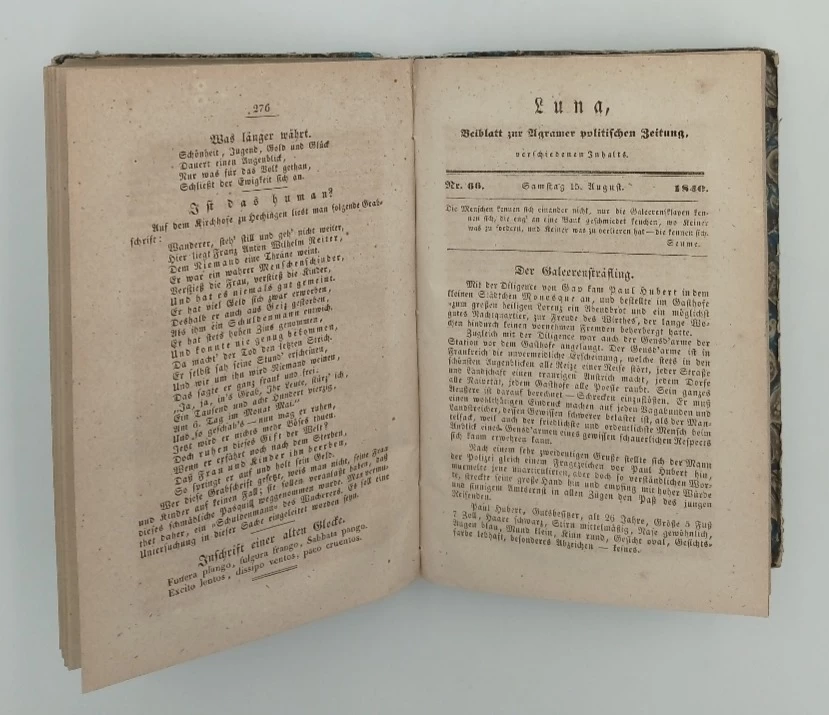 276
Was länger währt.
Schönheit, Jugend, Gold und Glück
Dauert einen Augenblick,
Nur was für das Volk gethan,
Schließt der Ewigkeit sich an.
Ist das human?
Auf dem Kirchhofe zu Hechingen liest man folgende Grab-
schrift:
Wanderer, steh' still und geh' nicht weiter,
Hier liegt Franz Anton Wilhelm Reiter,
Dem Niemand eine Thräne weint.
Er war ein wahrer Menschenschinder,
Verstieß die Frau, verstieß die Kinder,
Und hat es niemals gut gemeint.
Er hat viel Geld sich zwar erworben,
Deshalb er auch aus Geiz gestorben,
Als ihm ein Schuldenmann entwich.
Er hat stets hohen Zins genommen,
Und konnte nie genug bekommen,
Da macht' der Tod den letzten Strich.
Er selbst sah seine Stund' erscheinen,
Und wie um ihn wird Niemand weinen,
Das sagte er ganz frank und frei.
„Ja, ja, in's Grab, Ihr Leute, stürz' ich,
Ein Tausend und acht Hundert vierzig,
Am 6. Tag im Monat Mai."
Und so geschah's — nun mag er ruhen,
Jetzt wird er nichts mehr Böses thuen.
Doch ruhen dieses Gift der Welt?
Wenn er erfährt noch nach dem Sterben,
Daß Frau und Kinder ihn beerben,
So springt er auf und holt sein Geld.
Wer diese Grabschrift gesetzt, weis man nicht, seine Frau
und Kinder auf keinen Fall; sie sollen veranlaßt haben, daß
dieses schmähliche Pasquill weggenommen wurde. Man vermu-
thet daher, ein „Schuldenmann" des Wucherers. Es soll eine
Untersuchung in dieser Sache eingeleitet worden sein.
Inschrift einer alten Glocke.
Funera plango, fulgura frango, Sabbata pango.
Excito lentos, dissipo ventos, paco cruentos.
Luna,
Beiblatt zur Agramer politischen Zeitung,
verschiedenen Inhalts.
Nr. 66. Samstag 15. August. 1840.
Die Menschen kennen sich einander nicht, nur die Galeerensklaven ken-
nen sich, die eng' an eine Bank geschmiedet keuchen, wo Keiner
was zu fodern, und Keiner was zu verlieren hat — die kennen sich.
Seume.
Der Galeerensträfling.
Mit der Diligence von Gap kam Paul Hubert in dem
kleinen Städtchen Monesque an, und bestellte im Gasthofe
»zum großen heiligen Lorenz ein Abendbrot und ein möglichst
gutes Nachtquartier, zur Freude des Wirthes, der lange Wo-
chen hindurch keinen vornehmen Fremden beherbergt hatte.
Zugleich mit der Diligence war auch der Gensd'arme der
Station vor dem Gasthofe angelangt. Der Gensd'arme ist in
Frankreich die unvermeidliche Erscheinung, welche stets in den
schönsten Augenblicken alle Reize einer Reise stört, jeder Straße
und Landschaft einen traurigen Anstrich macht, jedem Dorfe
alle Naivetät, jedem Gasthofe alle Poesie raubt. Sein ganzes
Aeußere ist darauf berechnet — Schrecken einzuflößen. Er muß
einen wohlthätigen Eindruck machen auf jeden Vagabunden und
Landstreicher, dessen Gewissen schwerer belastet ist, als der Man-
telsack, weil auch der friedlichste und ordentlichste Mensch beim
Anblick eines Gensd'armen eines gewissen schauerlichen Respects
sich kaum erwehren kann.
Nach einem sehr zweideutigen Gruße stellte sich der Mann
der Polizei gleich einem Fragezeichen vor Paul Hubert hin,
murmelte jene unarticulirten, aber doch so verständlichen Wor-
te, streckte seine große Hand hin und empfing mit hoher Würde
und sinnigem Amtsernst in allen Zügen den Paß des jungen
Reisenden.
Paul Hubert, Gutsbesitzer, alt 26 Jahre, Größe 5 Fuß
7 Zoll, Haare schwarz, Stirn mittelmäßig, Nase gewöhnlich,
Augen blau, Mund klein, Kinn rund, Gesicht oval, Gesichts-
farbe lebhaft, besonderes Abzeichen — keines.